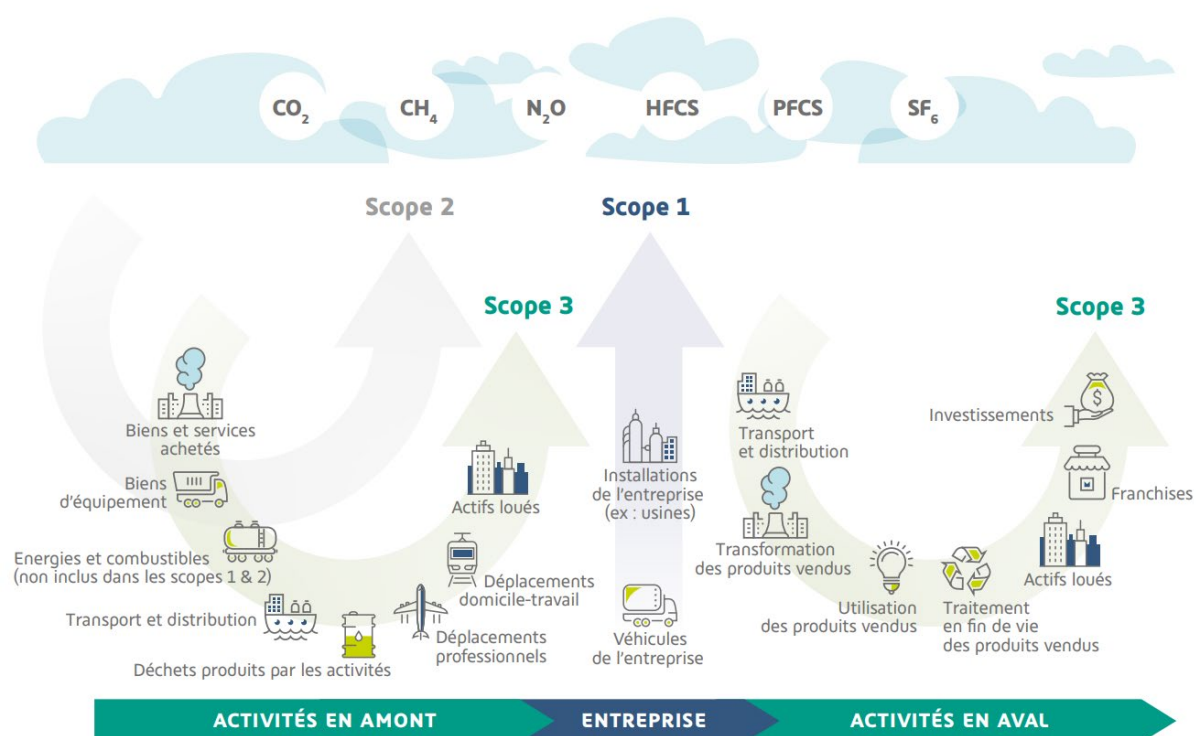 CO₂
CH₄
N₂O
HFCS
PFCS
SF₆
Scope 2
Scope 1
Scope 3
Scope 3
Biens et services
achetés
Biens
d'équipement
Energies et combustibles
(non inclus dans les scopes 1 & 2)
Transport et distribution
Déchets produits par les activités
Déplacements
professionnels
Déplacements
domicile-travail
Actifs loués
Installations
de l'entreprise
(ex : usines)
Véhicules
de l'entreprise
Transport
et distribution
Transformation
des produits vendus
Utilisation
des produits vendus
Traitement
en fin de vie
des produits vendus
Actifs loués
Franchises
Investissements
$
ACTIVITÉS EN AMONT
ENTREPRISE
ACTIVITÉS EN AVAL